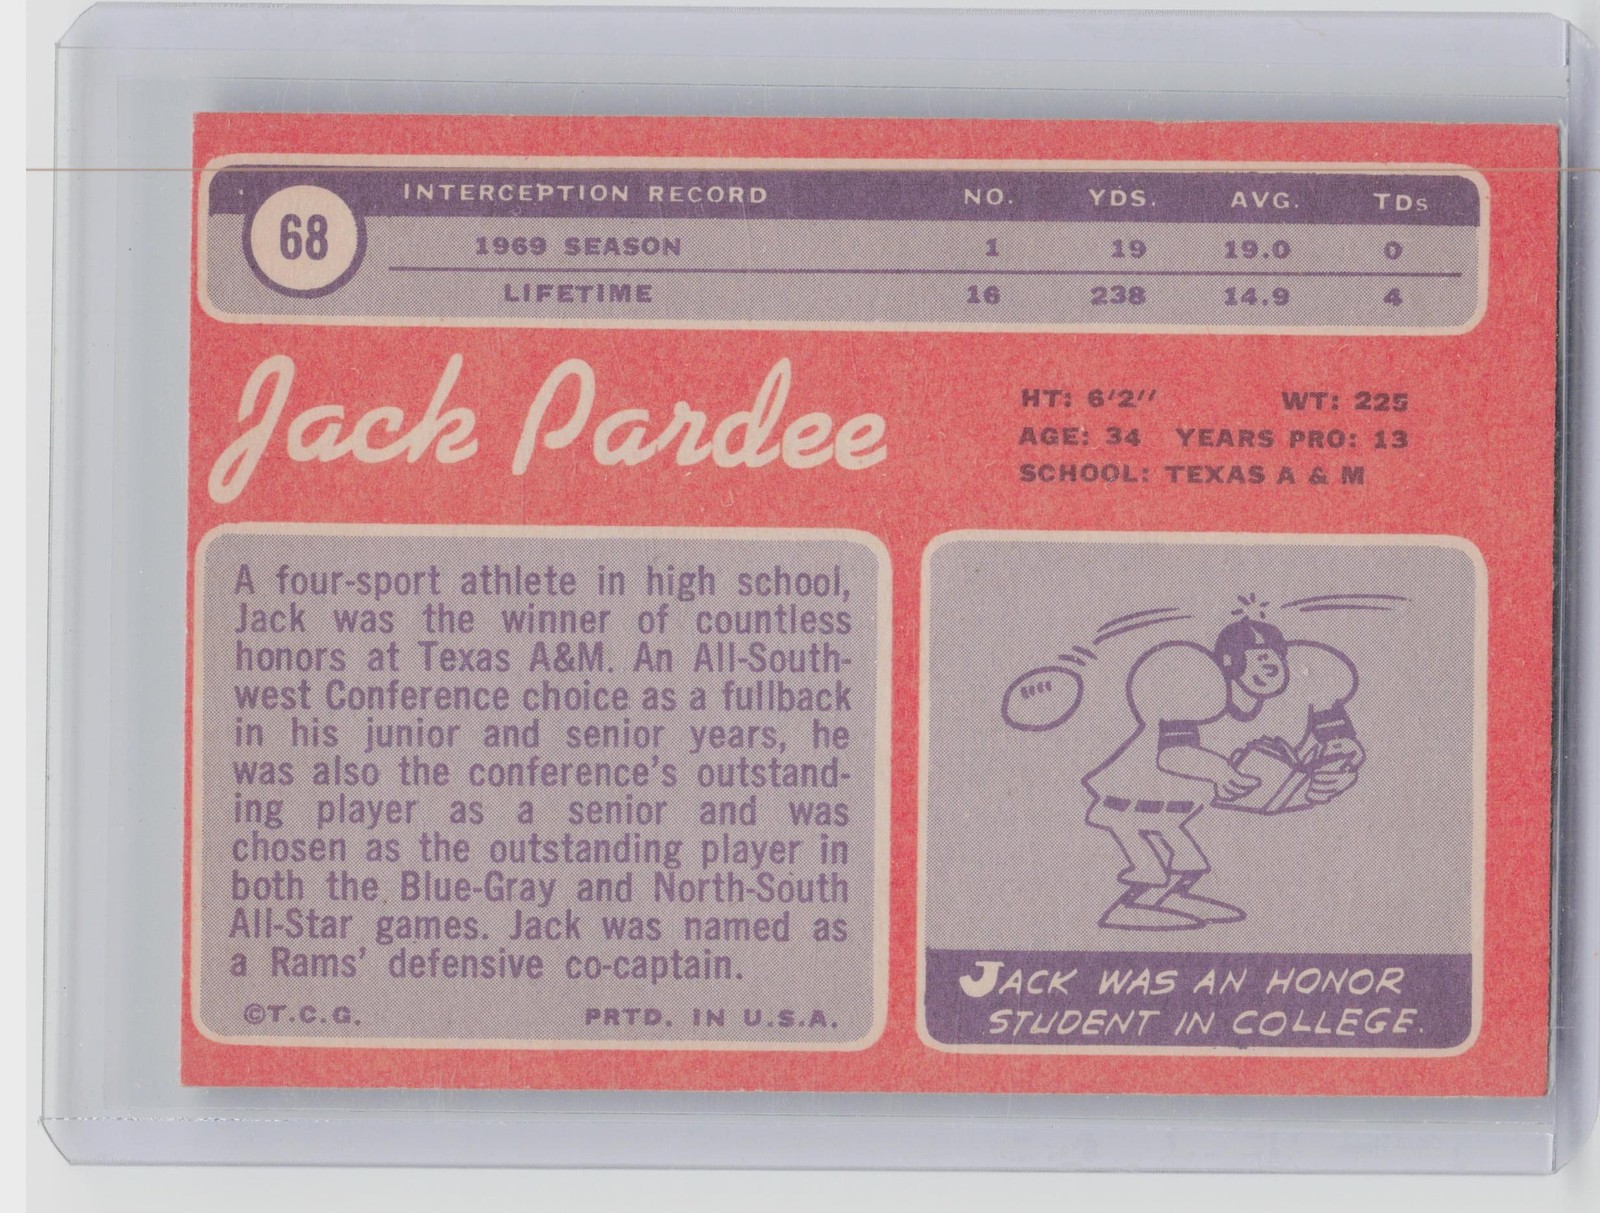 68
INTERCEPTION RECORD NO. YDS. AVG. TDs
1969 SEASON 1 19 19.0 0
LIFETIME 16 238 14.9 4
Jack Pardee
HT: 6'2'' WT: 225
AGE: 34 YEARS PRO: 13
SCHOOL: TEXAS A & M
A four-sport athlete in high school,
Jack was the winner of countless
honors at Texas A&M. An All-South-
west Conference choice as a fullback
in his junior and senior years, he
was also the conference's outstand-
ing player as a senior and was
chosen as the outstanding player in
both the Blue-Gray and North-South
All-Star games. Jack was named as
a Rams' defensive co-captain.
©T.C.G. PRTD. IN U.S.A.
JACK WAS AN HONOR
STUDENT IN COLLEGE.